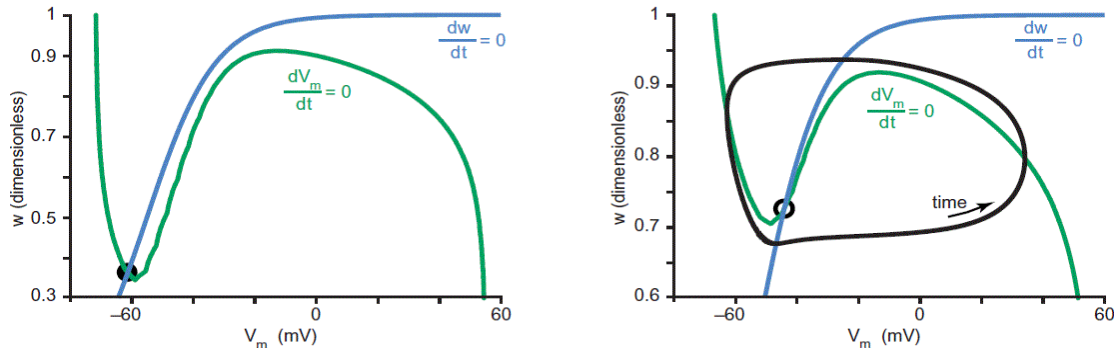 1
0.9
0.7
0.5
0.3
w (dimensionless)
dw
dt = 0
dVm
dt = 0
–60
0
60
Vm (mV)
1
0.9
0.8
0.7
0.6
w (dimensionless)
dw
dt = 0
dVm
dt = 0
time
–60
0
60
Vm (mV)